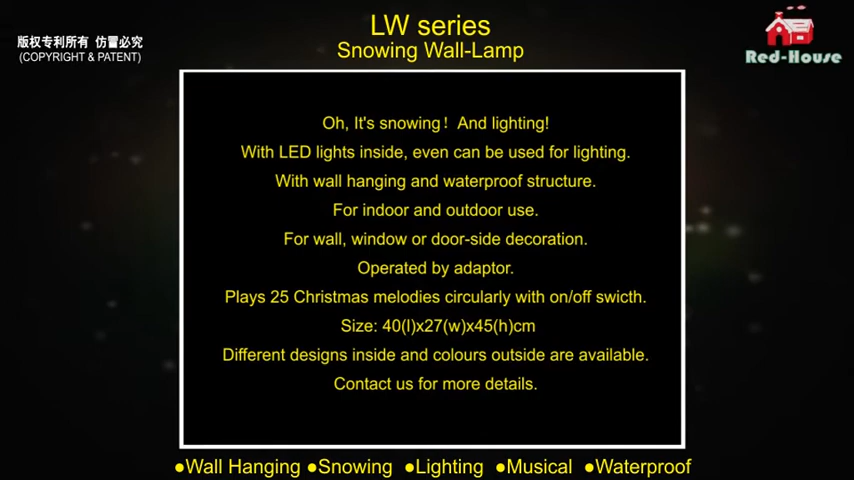 LW series
Snowing Wall-Lamp
版权专利所有 仿冒必究
(COPYRIGHT & PATENT)
Red-House
Oh, It's snowing！And lighting!
With LED lights inside, even can be used for lighting.
With wall hanging and waterproof structure.
For indoor and outdoor use.
For wall, window or door-side decoration.
Operated by adaptor.
Plays 25 Christmas melodies circularly with on/off swicth.
Size: 40(l)x27(w)x45(h)cm
Different designs inside and colours outside are available.
Contact us for more details.
●Wall Hanging ●Snowing ●Lighting ●Musical ●Waterproof